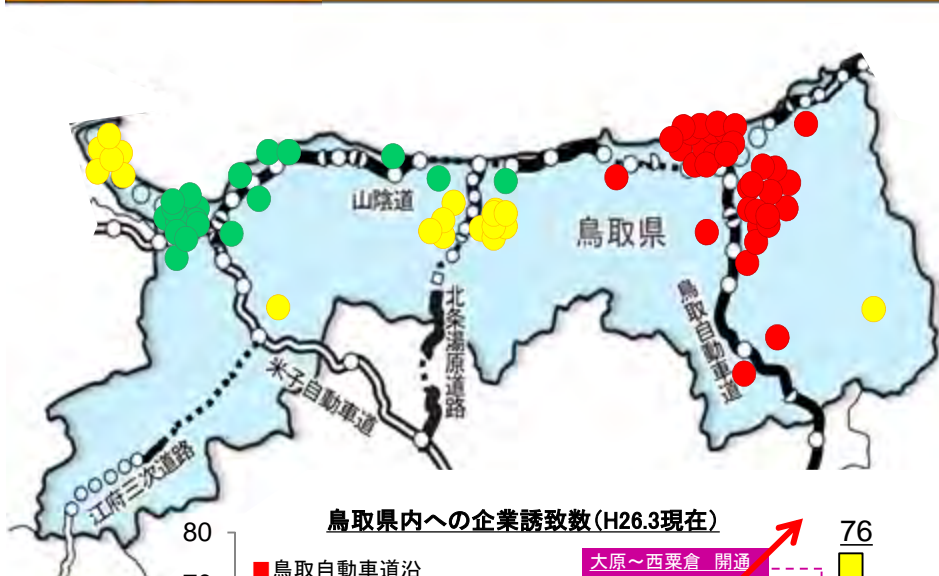 山陰道
鳥取県
北条湯原道路
鳥取自動車道
米子自動車道
江府三次道路
鳥取県内への企業誘致数(H26.3現在)
80
76
大原～西粟倉 開通
鳥取自動車道沿